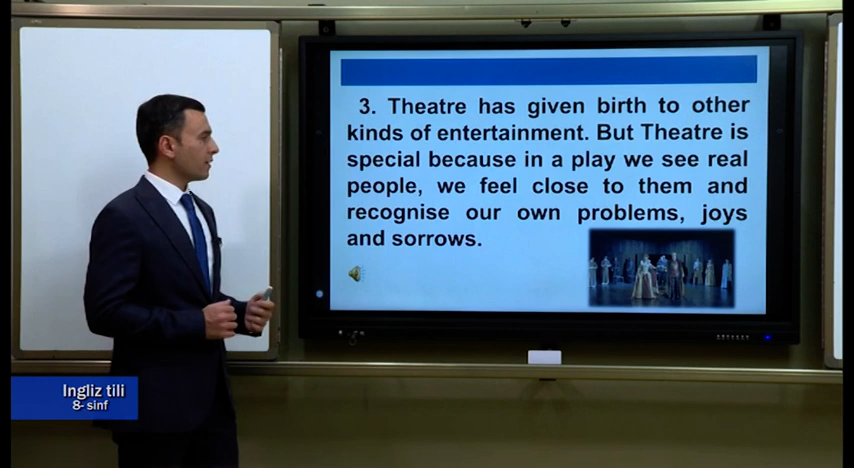 3. Theatre has given birth to other
kinds of entertainment. But Theatre is
special because in a play we see real
people, we feel close to them and
recognise our own problems, joys
and sorrows.
Ingliz tili
8- sinf